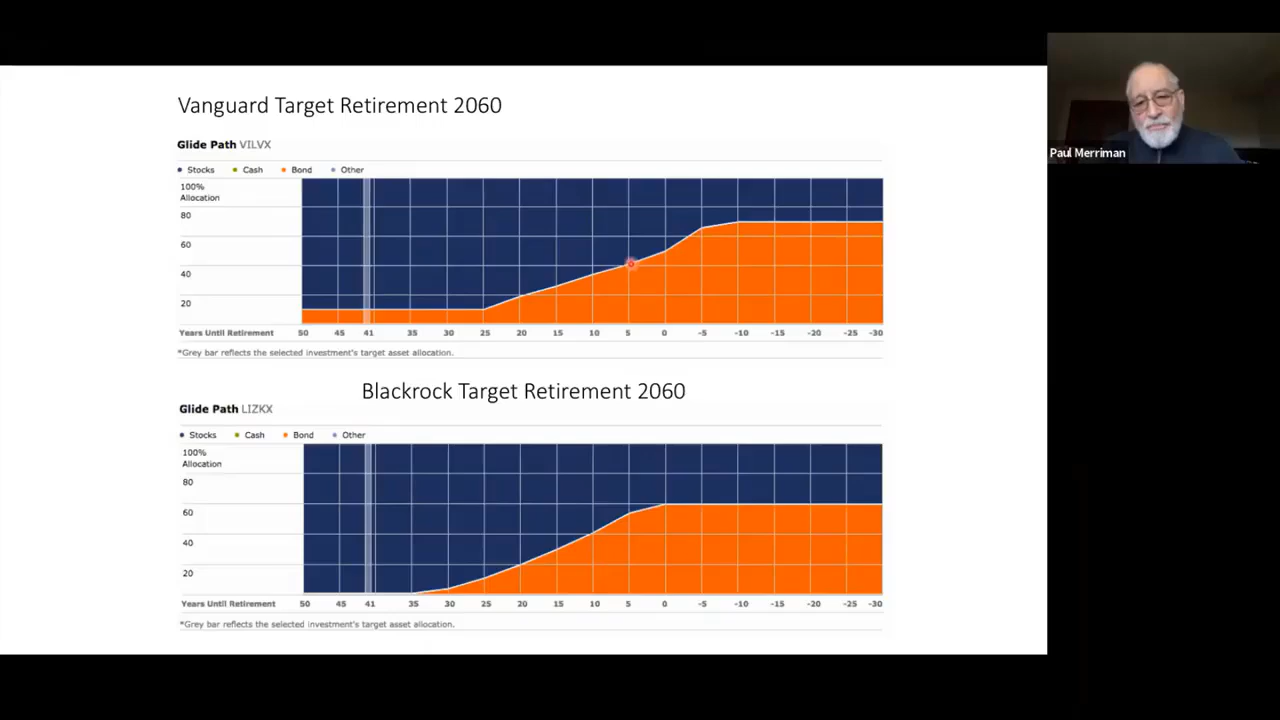 Vanguard Target Retirement 2060
Glide Path VILVX
Stocks Cash Bond Other
100%
Allocation
80
60
40
20
Years Until Retirement 50 45 41 35 30 25 20 15 10 5 0 -5 -10 -15 -20 -25 -30
*Grey bar reflects the selected investment's target asset allocation.
Blackrock Target Retirement 2060
Glide Path LIZKX
Stocks Cash Bond Other
100%
Allocation
80
60
40
20
Years Until Retirement 50 45 41 35 30 25 20 15 10 5 0 -5 -10 -15 -20 -25 -30
*Grey bar reflects the selected investment's target asset allocation.
Paul Merriman